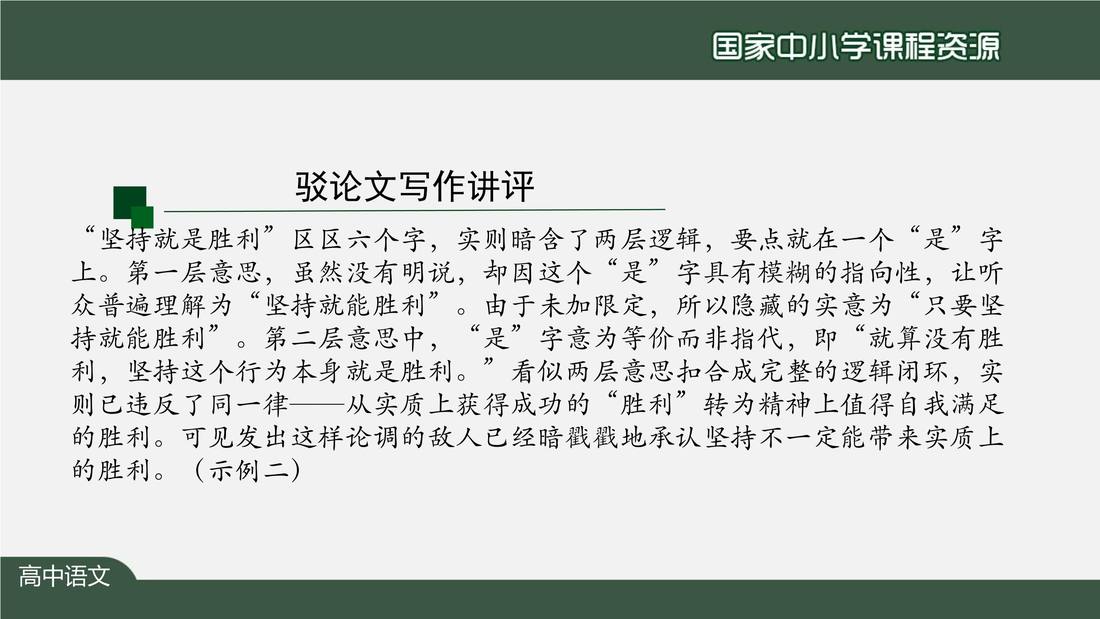 国家中小学课程资源
驳论文写作讲评
“坚持就是胜利”区区六个字，实则暗含了两层逻辑，要点就在一个“是”字
上。第一层意思，虽然没有明说，却因这个“是”字具有模糊的指向性，让听
众普遍理解为“坚持就能胜利”。由于未加限定，所以隐藏的实意为“只要坚
持就能胜利”。第二层意思中，“是”字意为等价而非指代，即“就算没有胜
利，坚持这个行为本身就是胜利。”看似两层意思扣合成完整的逻辑闭环，实
则已违反了同一律——从实质上获得成功的“胜利”转为精神上值得自我满足
的胜利。可见发出这样论调的敌人已经暗戳戳地承认坚持不一定能带来实质上
的胜利。（示例二）
高中语文